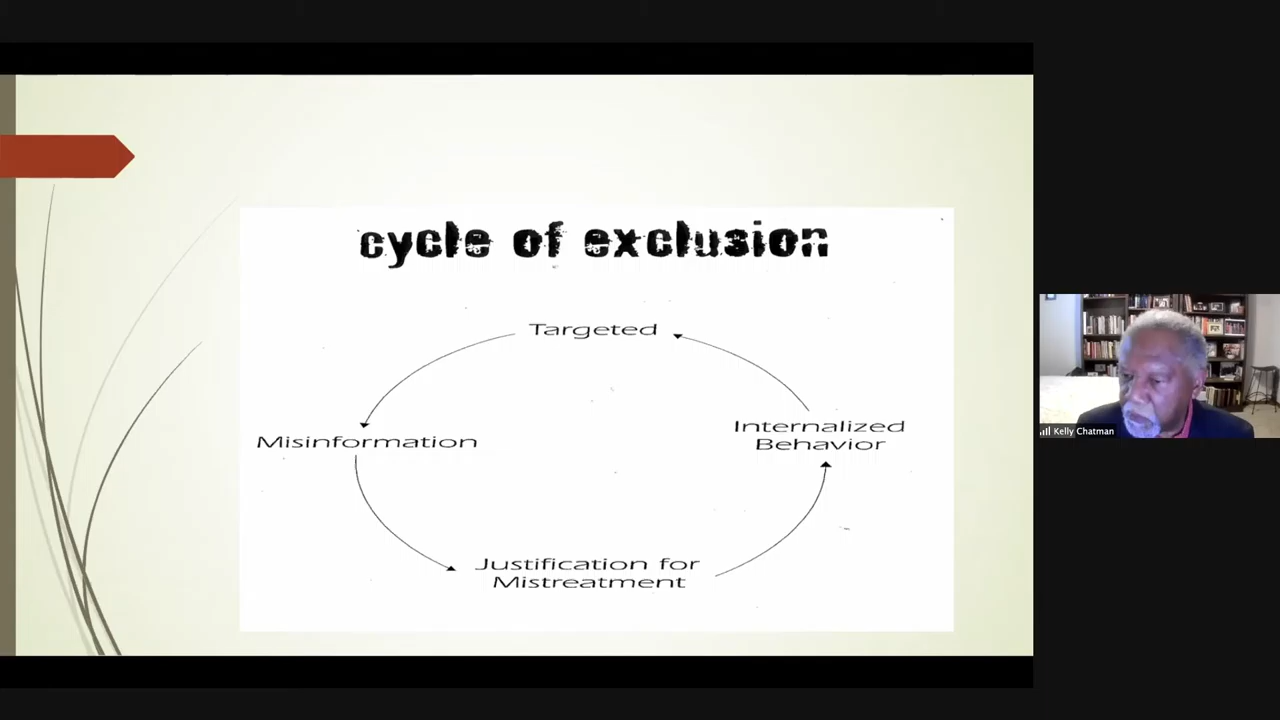 cycle of exclusion
Targeted
Misinformation
Internalized
Behavior
Justification for
Mistreatment
Kelly Chatman